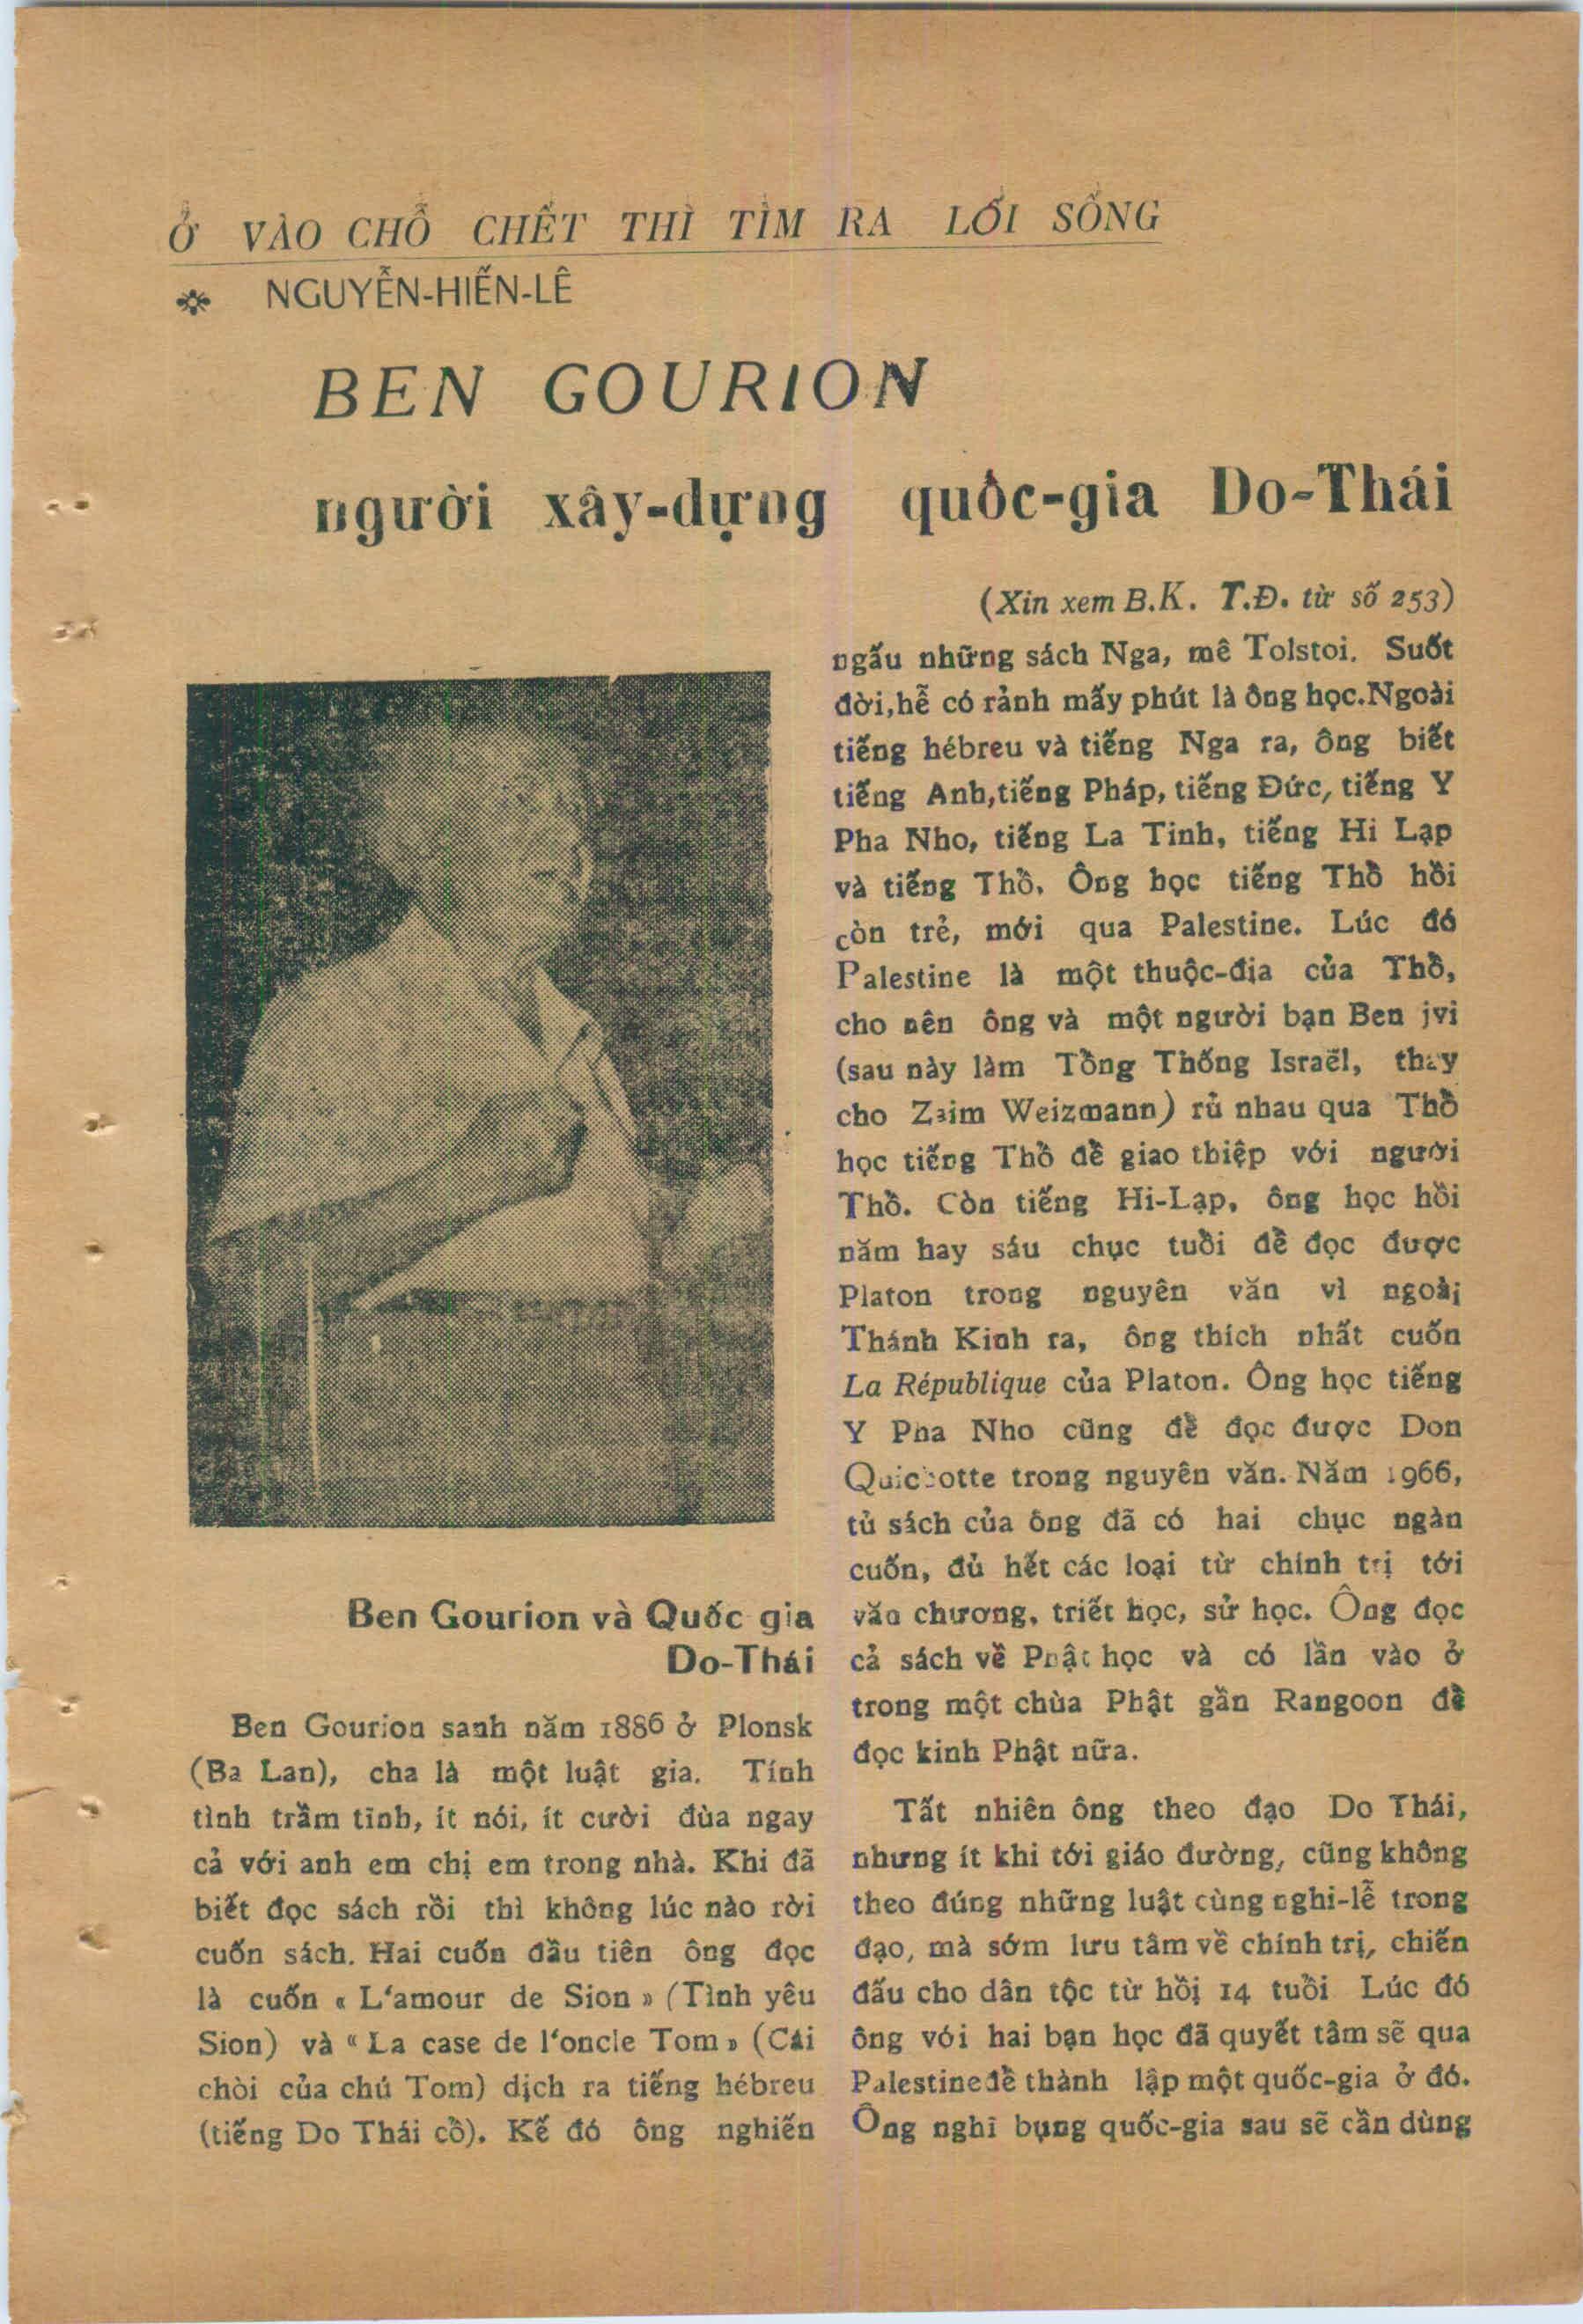 Ở VÀO CHỖ CHẾT THÌ TÌM RA LỐI SỐNG
NGUYỄN-HIẾN-LÊ
BEN GOURION
người xây-dựng quốc-gia Do-Thái
(Xin xem B.K. T.Đ. từ số 253)
Ben Gourion và Quốc gia
Do-Thái
Ben Gourion sanh năm 1886 ở Plonsk
(Ba Lan), cha là một luật gia. Tính
tình trầm tĩnh, ít nói, ít cười đùa ngay
cả với anh em chị em trong nhà. Khi đã
biết đọc sách rồi thì không lúc nào rời
cuốn sách. Hai cuốn đầu tiên ông đọc
là cuốn « L'amour de Sion » (Tình yêu
Sion) và « La case de l'oncle Tom » (Cái
chòi của chú Tom) dịch ra tiếng hébreu
(tiếng Do Thái cổ). Kế đó ông nghiến
ngấu những sách Nga, mê Tolstoi. Suốt
đời,hễ có rảnh mấy phút là ông học.Ngoài
tiếng hébreu và tiếng Nga ra, ông biết
tiếng Anh,tiếng Pháp, tiếng Đức, tiếng Y
Pha Nho, tiếng La Tinh, tiếng Hi Lạp
và tiếng Thổ. Ông học tiếng Thổ hồi
còn trẻ, mới qua Palestine. Lúc đó
Palestine là một thuộc-địa của Thổ,
cho nên ông và một người bạn Ben jvi
(sau này làm Tổng Thống Israël, thay
cho Zaim Weizmann) rủ nhau qua Thổ
học tiếng Thổ để giao thiệp với người
Thổ. Còn tiếng Hi-Lạp, ông học hồi
năm hay sáu chục tuổi để đọc được
Platon trong nguyên văn vì ngoài
Thánh Kinh ra, ông thích nhất cuốn
La République của Platon. Ông học tiếng
Y Pha Nho cũng để đọc được Don
Quichotte trong nguyên văn. Năm 1966,
tủ sách của ông đã có hai chục ngàn
cuốn, đủ hết các loại từ chính trị tới
văn chương, triết học, sử học. Ông đọc
cả sách về Phật học và có lần vào ở
trong một chùa Phật gần Rangoon để
đọc kinh Phật nữa.
Tất nhiên ông theo đạo Do Thái,
nhưng ít khi tới giáo đường, cũng không
theo đúng những luật cùng nghi-lễ trong
đạo, mà sớm lưu tâm về chính trị, chiến
đấu cho dân tộc từ hồi 14 tuổi Lúc đó
ông với hai bạn học đã quyết tâm sẽ qua
Palestine để thành lập một quốc-gia ở đó.
Ông nghĩ bụng quốc-gia sau sẽ cần dùng